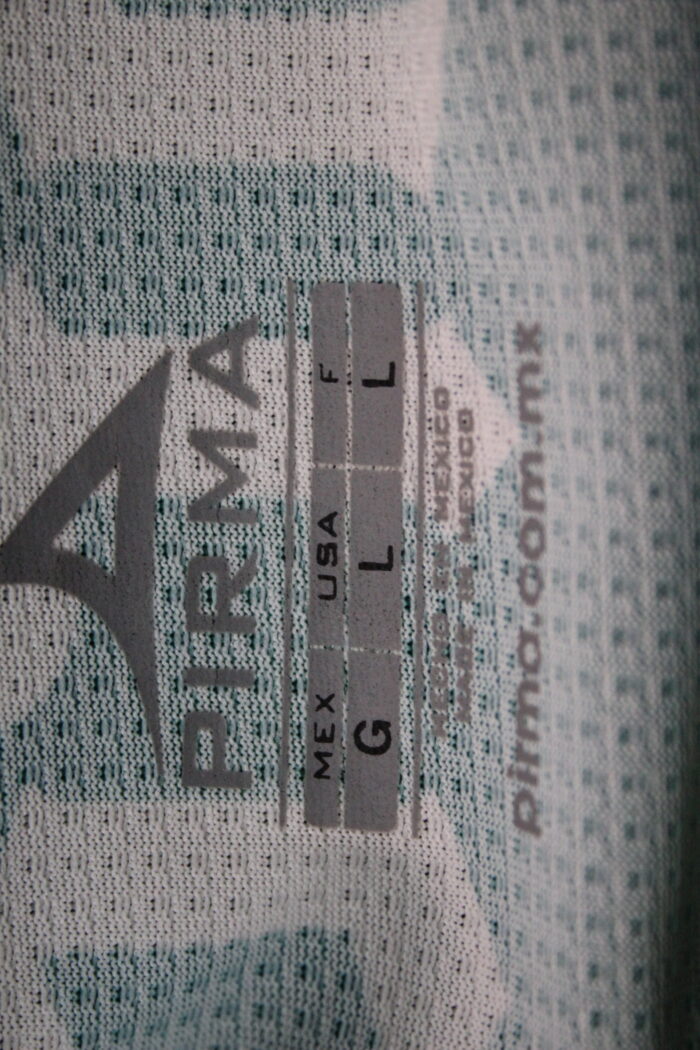 PIRMA
MEX USA F
G L L
HECHO EN MEXICO
MADE IN MEXICO
pirma.com.mx